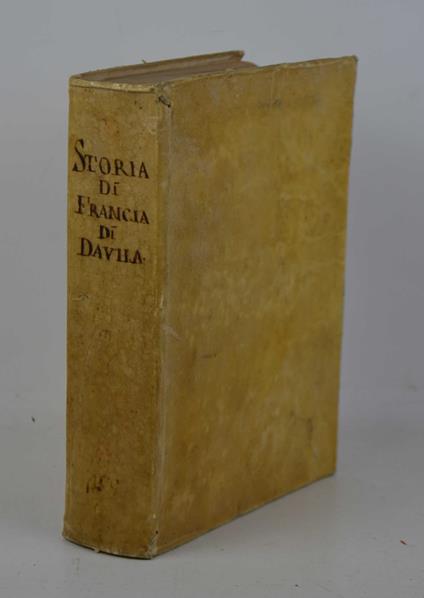 STORIA
DI
FRANCIA
DI
DAVILA.